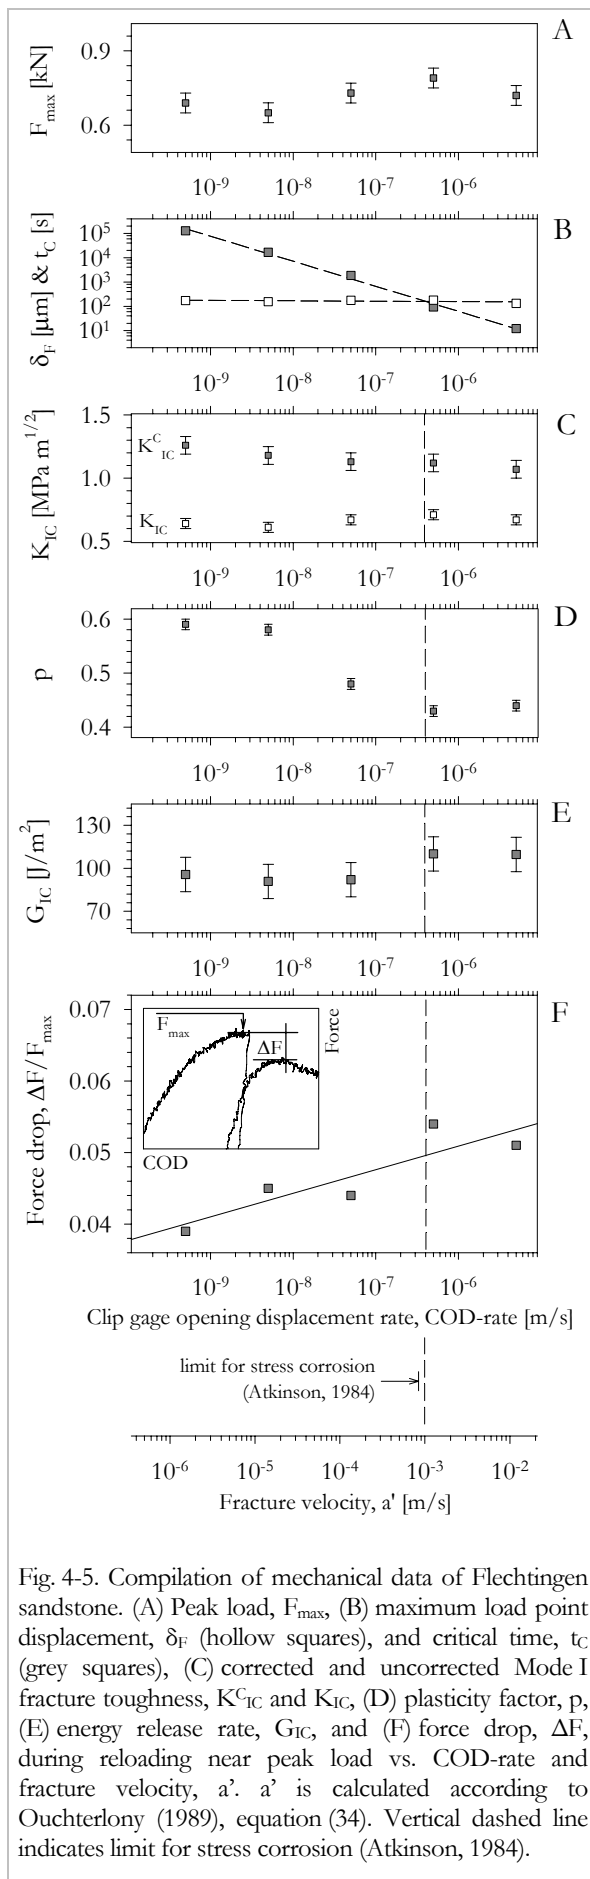 A
F_max [kN]
0.9
0.6
10^-9 10^-8 10^-7 10^-6
B
δ_F [µm] & t_C [s]
10^5
10^4
10^3
10^2
10^1
10^-9 10^-8 10^-7 10^-6
C
K_IC [MPa m^1/2]
1.5
1.0
0.5
K^C_IC
K_IC
10^-9 10^-8 10^-7 10^-6
D
p
0.6
0.5
0.4
10^-9 10^-8 10^-7 10^-6
E
G_IC [J/m^2]
130
100
70
10^-9 10^-8 10^-7 10^-6
F
Force drop, ΔF/F_max
0.07
0.06
0.05
0.04
F_max
ΔF
Force
COD
10^-9 10^-8 10^-7 10^-6
Clip gage opening displacement rate, COD-rate [m/s]
limit for stress corrosion
(Atkinson, 1984)
10^-6 10^-5 10^-4 10^-3 10^-2
Fracture velocity, a' [m/s]
Fig. 4-5. Compilation of mechanical data of Flechtingen
sandstone. (A) Peak load, F_max, (B) maximum load point
displacement, δ_F (hollow squares), and critical time, t_C
(grey squares), (C) corrected and uncorrected Mode I
fracture toughness, K^C_IC and K_IC, (D) plasticity factor, p,
(E) energy release rate, G_IC, and (F) force drop, ΔF,
during reloading near peak load vs. COD-rate and
fracture velocity, a’. a’ is calculated according to
Ouchterlony (1989), equation (34). Vertical dashed line
indicates limit for stress corrosion (Atkinson, 1984).